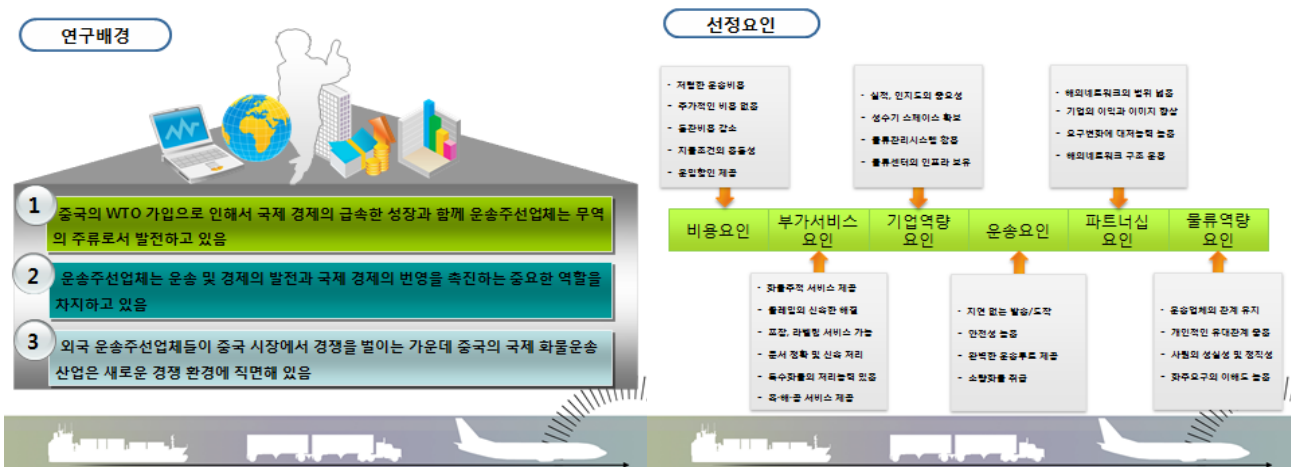 연구배경
1
중국의 WTO 가입으로 인해서 국제 경제의 급속한 성장과 함께 운송주선업체는 무역
의 주류로서 발전하고 있음
2
운송주선업체는 운송 및 경제의 발전과 국제 경제의 번영을 촉진하는 중요한 역할을
차지하고 있음
3
외국 운송주선업체들이 중국 시장에서 경쟁을 벌이는 가운데 중국의 국제 화물운송
산업은 새로운 경쟁 환경에 직면해 있음
선정요인
- 저렴한 운송비용
- 추가적인 비용 없음
- 통관비용 감소
- 지불조건의 융통성
- 운임할인 제공
- 실적, 인지도의 중요성
- 성수기 스페이스 확보
- 물류관리시스템 활용
- 물류센터의 인프라 보유
- 해외네트워크의 범위 넓음
- 기업의 이익과 이미지 향상
- 요구변화에 대처능력 높음
- 해외네트워크 구조 운용
비용요인
부가서비스
요인
기업역량
요인
운송요인
파트너십
요인
물류역량
요인
- 화물추적 서비스 제공
- 클레임의 신속한 해결
- 포장, 라벨링 서비스 가능
- 문서 정확 및 신속 처리
- 특수화물의 처리능력 있음
- 육-해-공 서비스 제공
- 지연 없는 발송/도착
- 안전성 높음
- 완벽한 운송루트 제공
- 소량화물 취급
- 운송업체의 관계 유지
- 개인적인 유대관계 중용
- 사원의 성실성 및 정직성
- 화주요구의 이해도 높음